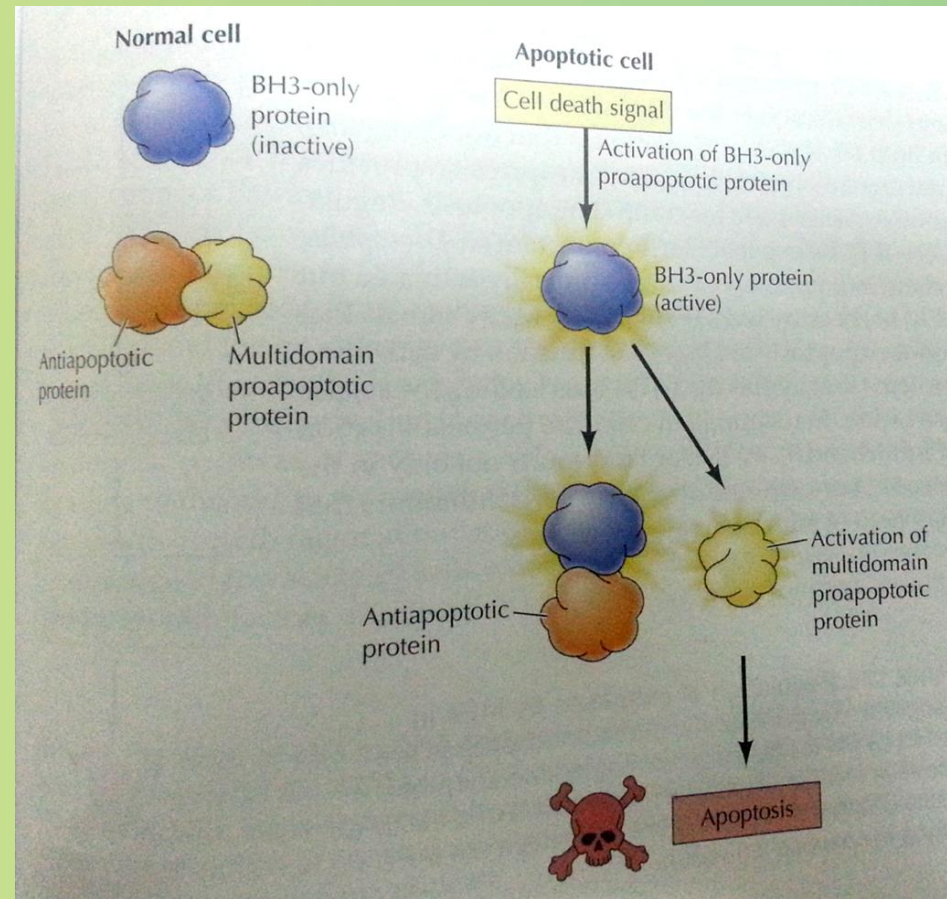 Normal cell
BH3-only
protein
(inactive)
Antiapoptotic
protein
Multidomain
proapoptotic
protein
Apoptotic cell
Cell death signal
Activation of BH3-only
proapoptotic protein
BH3-only protein
(active)
Antiapoptotic
protein
Activation of
multidomain
proapoptotic
protein
Apoptosis